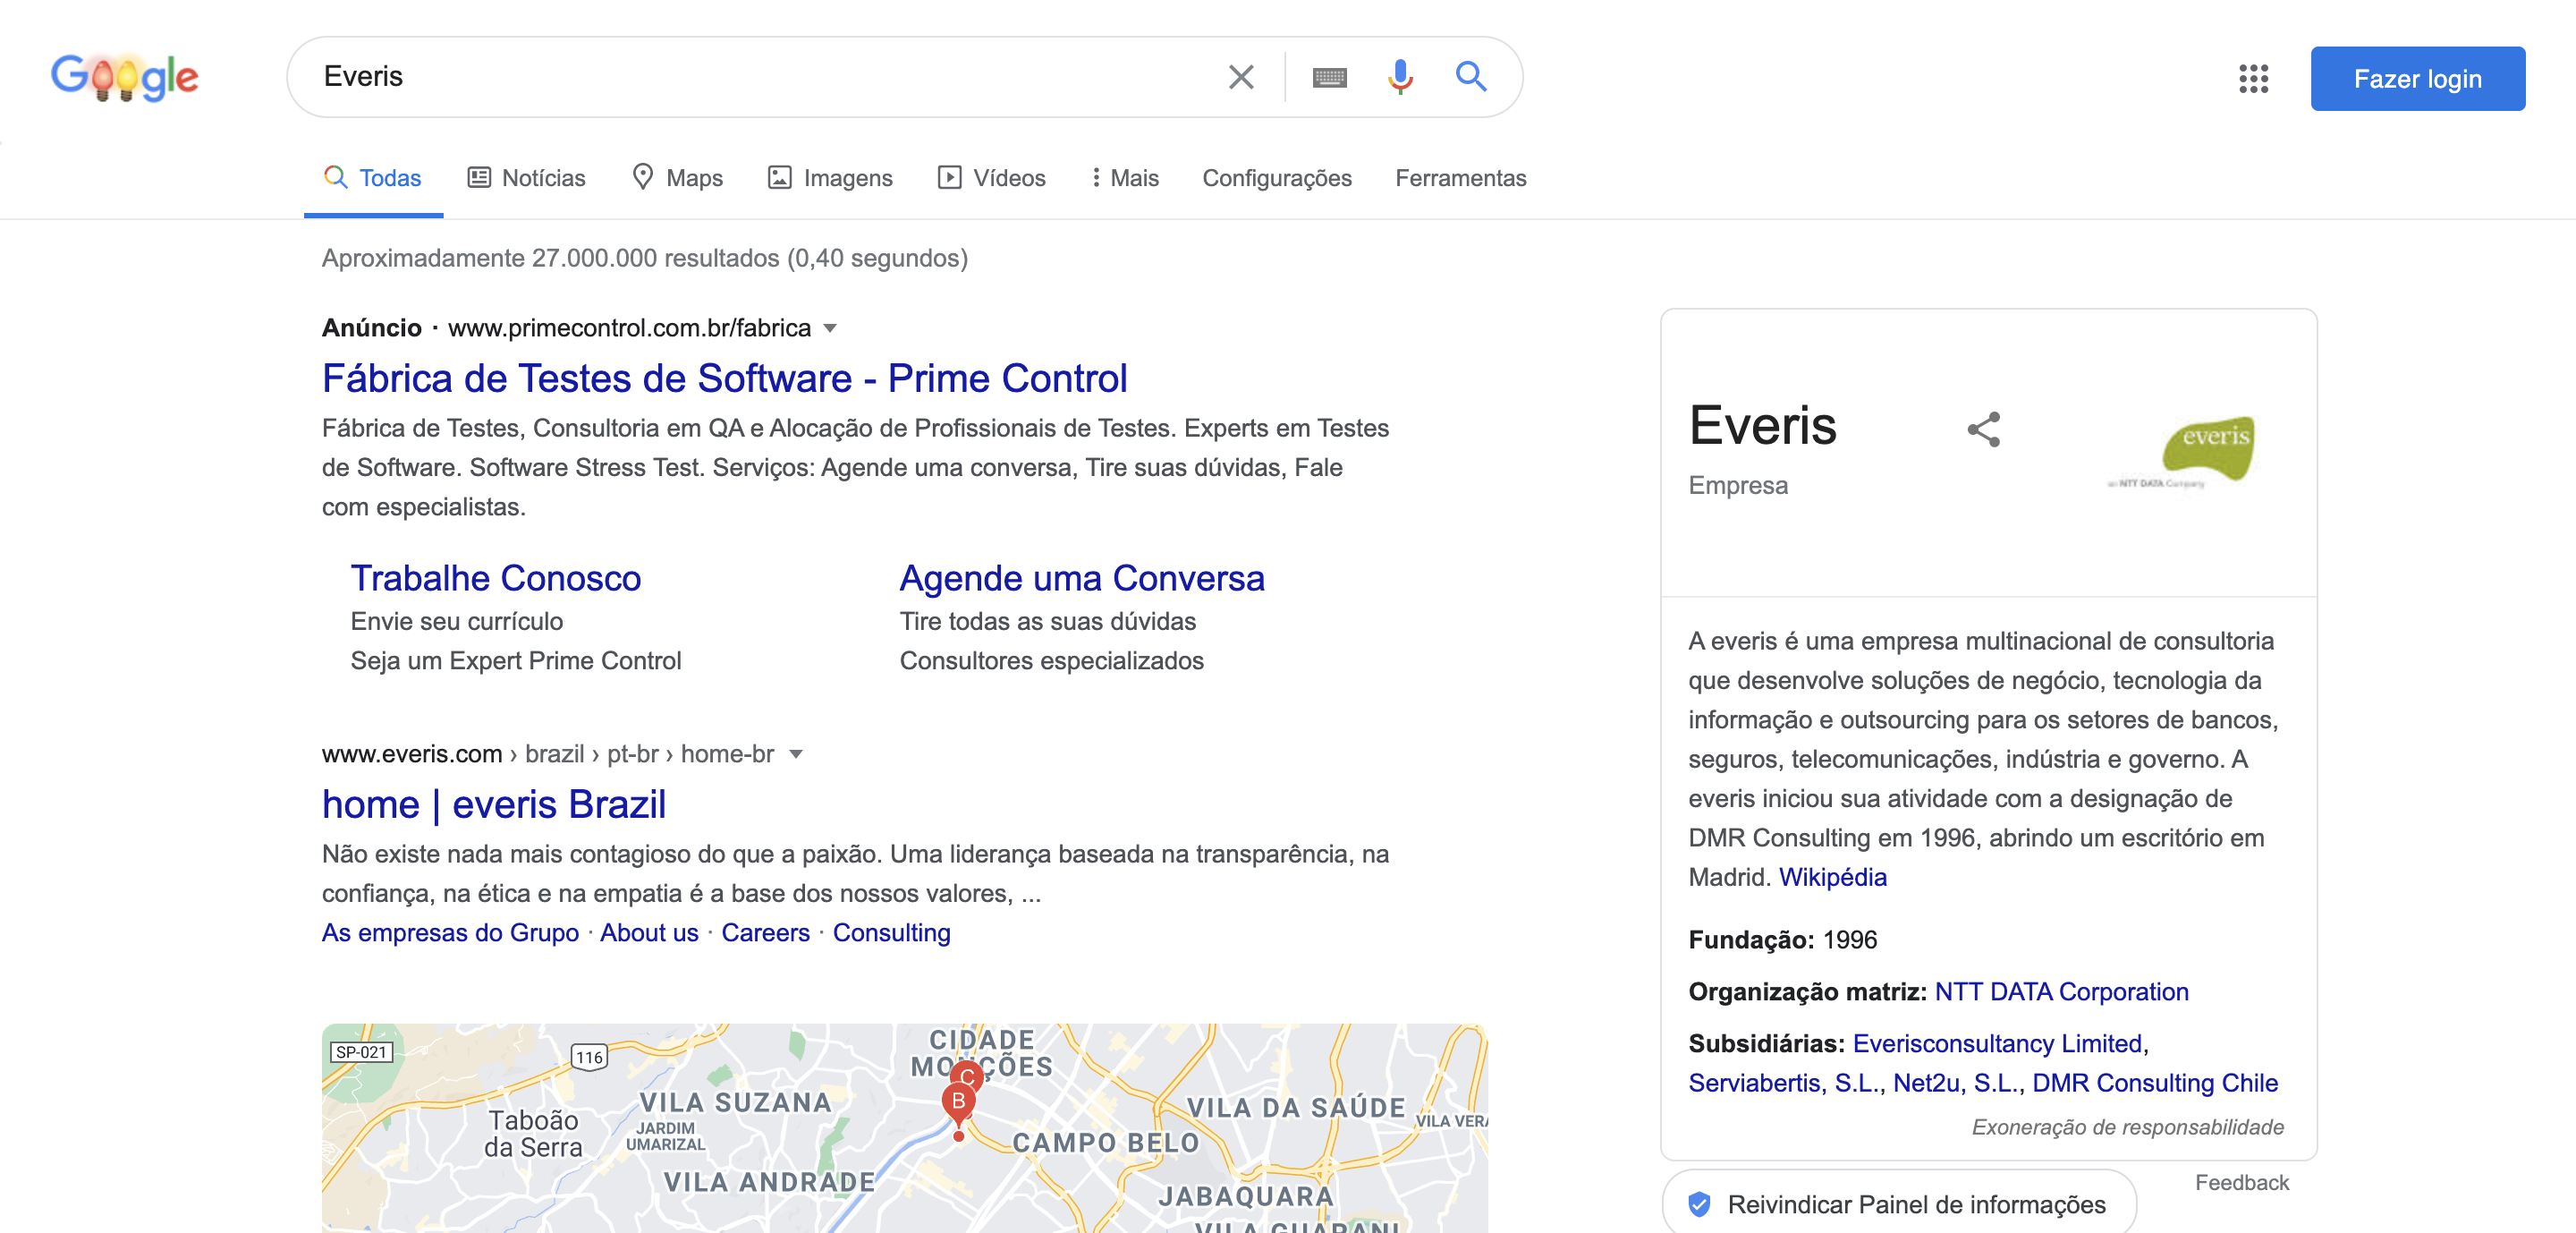 Google
Everis
Fazer login
Todas
Notícias
Maps
Imagens
Vídeos
Mais
Configurações
Ferramentas
Aproximadamente 27.000.000 resultados (0,40 segundos)
Anúncio · www.primecontrol.com.br/fabrica
Fábrica de Testes de Software - Prime Control
Fábrica de Testes, Consultoria em QA e Alocação de Profissionais de Testes. Experts em Testes
de Software. Software Stress Test. Serviços: Agende uma conversa, Tire suas dúvidas, Fale
com especialistas.
Trabalhe Conosco
Envie seu currículo
Seja um Expert Prime Control
Agende uma Conversa
Tire todas as suas dúvidas
Consultores especializados
www.everis.com › brazil › pt-br › home-br
home | everis Brazil
Não existe nada mais contagioso do que a paixão. Uma liderança baseada na transparência, na
confiança, na ética e na empatia é a base dos nossos valores, ...
As empresas do Grupo · About us · Careers · Consulting
SP-021
116
CIDADE
MONÇÕES
C
B
VILA SUZANA
Taboão
da Serra
JARDIM
UMARIZAL
VILA DA SAÚDE
VILA VERA
CAMPO BELO
VILA ANDRADE
JABAQUARA
VILA GUARANI
Everis
Empresa
everis
an NTT DATA Company
A everis é uma empresa multinacional de consultoria
que desenvolve soluções de negócio, tecnologia da
informação e outsourcing para os setores de bancos,
seguros, telecomunicações, indústria e governo. A
everis iniciou sua atividade com a designação de
DMR Consulting em 1996, abrindo um escritório em
Madrid. Wikipédia
Fundação: 1996
Organização matriz: NTT DATA Corporation
Subsidiárias: Everisconsultancy Limited,
Serviabertis, S.L., Net2u, S.L., DMR Consulting Chile
Exoneração de responsabilidade
Feedback
Reivindicar Painel de informações